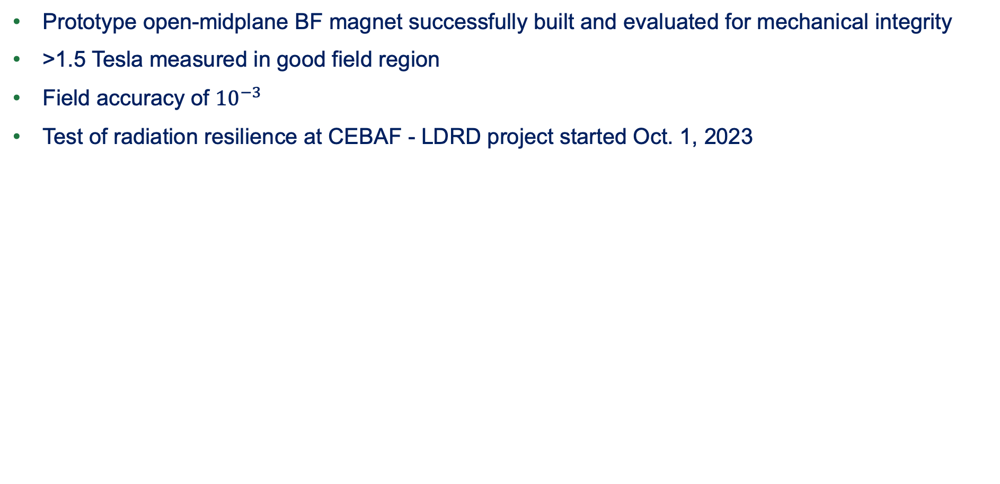 • Prototype open-midplane BF magnet successfully built and evaluated for mechanical integrity
• >1.5 Tesla measured in good field region
• Field accuracy of 10⁻³
• Test of radiation resilience at CEBAF - LDRD project started Oct. 1, 2023